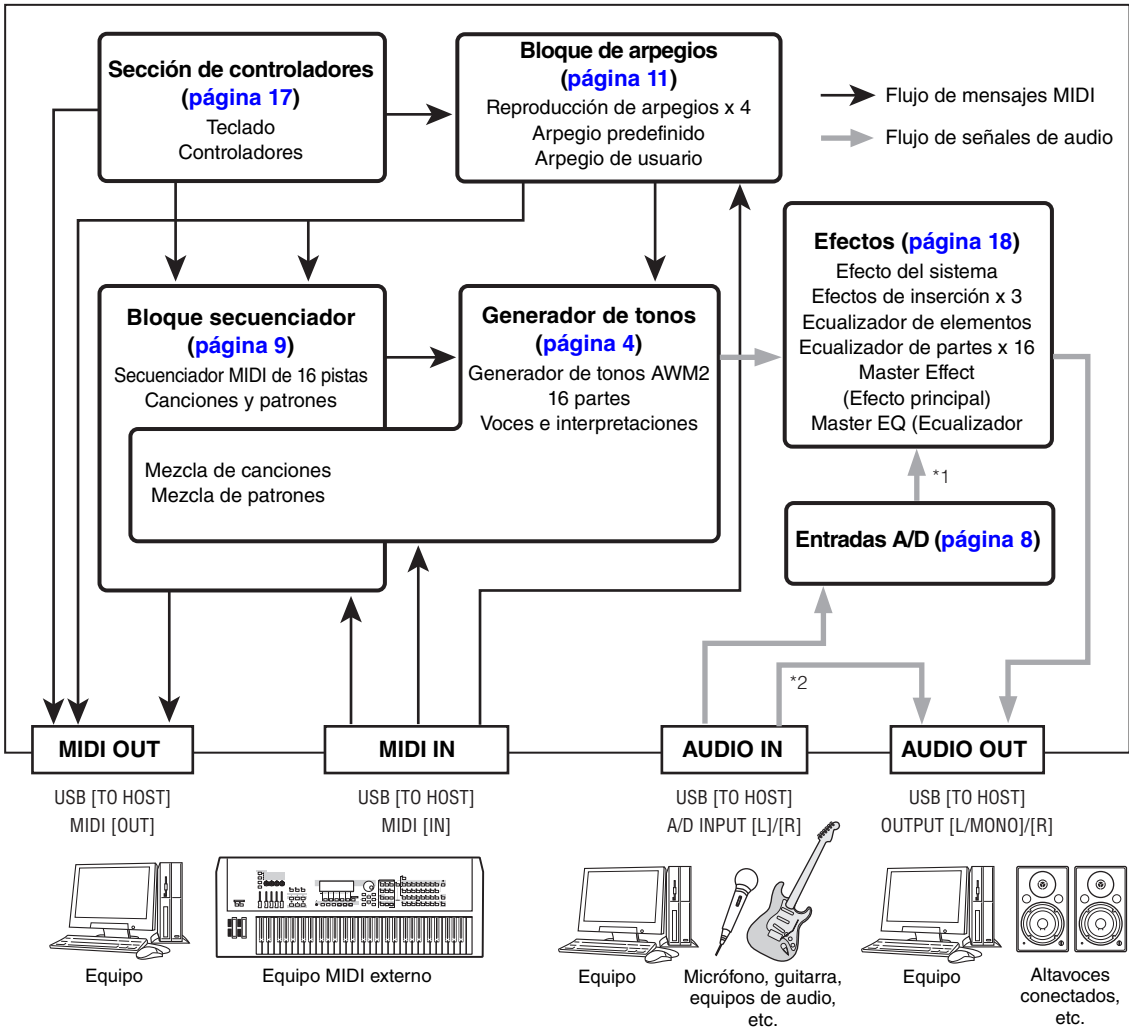 Sección de controladores
(página 17)
Teclado
Controladores
Bloque de arpegios
(página 11)
Reproducción de arpegios x 4
Arpegio predefinido
Arpegio de usuario
Flujo de mensajes MIDI
Flujo de señales de audio
Bloque secuenciador
(página 9)
Secuenciador MIDI de 16 pistas
Canciones y patrones
Mezcla de canciones
Mezcla de patrones
Generador de tonos
(página 4)
Generador de tonos AWM2
16 partes
Voces e interpretaciones
Efectos (página 18)
Efecto del sistema
Efectos de inserción x 3
Ecualizador de elementos
Ecualizador de partes x 16
Master Effect
(Efecto principal)
Master EQ (Ecualizador
*1
Entradas A/D (página 8)
*2
MIDI OUT
USB [TO HOST]
MIDI [OUT]
MIDI IN
USB [TO HOST]
MIDI [IN]
AUDIO IN
USB [TO HOST]
A/D INPUT [L]/[R]
AUDIO OUT
USB [TO HOST]
OUTPUT [L/MONO]/[R]
Equipo
Equipo MIDI externo
Equipo
Micrófono, guitarra,
equipos de audio,
etc.
Equipo
Altavoces
conectados,
etc.